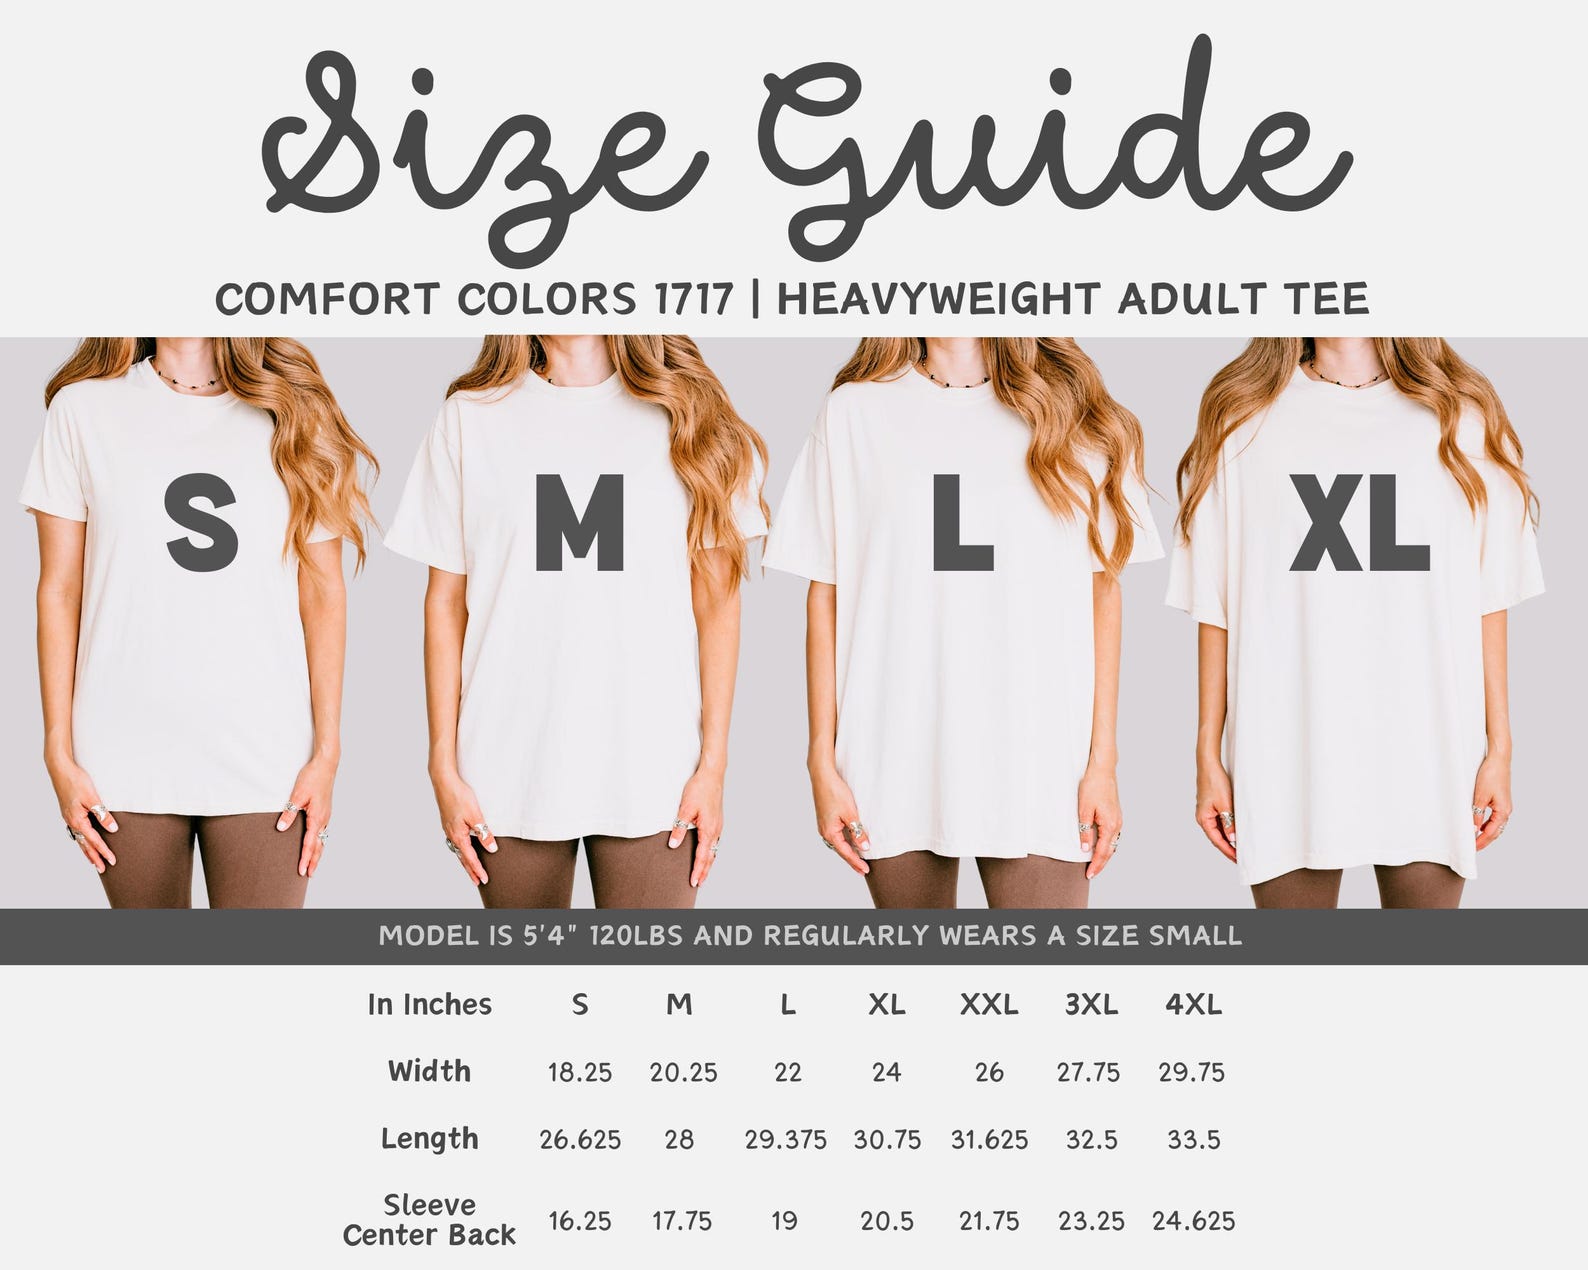 Size Guide
COMFORT COLORS 1717 | HEAVYWEIGHT ADULT TEE
S M L XL
MODEL IS 5'4" 120LBS AND REGULARLY WEARS A SIZE SMALL
In Inches S M L XL XXL 3XL 4XL
Width 18.25 20.25 22 24 26 27.75 29.75
Length 26.625 28 29.375 30.75 31.625 32.5 33.5
Sleeve
Center Back 16.25 17.75 19 20.5 21.75 23.25 24.625